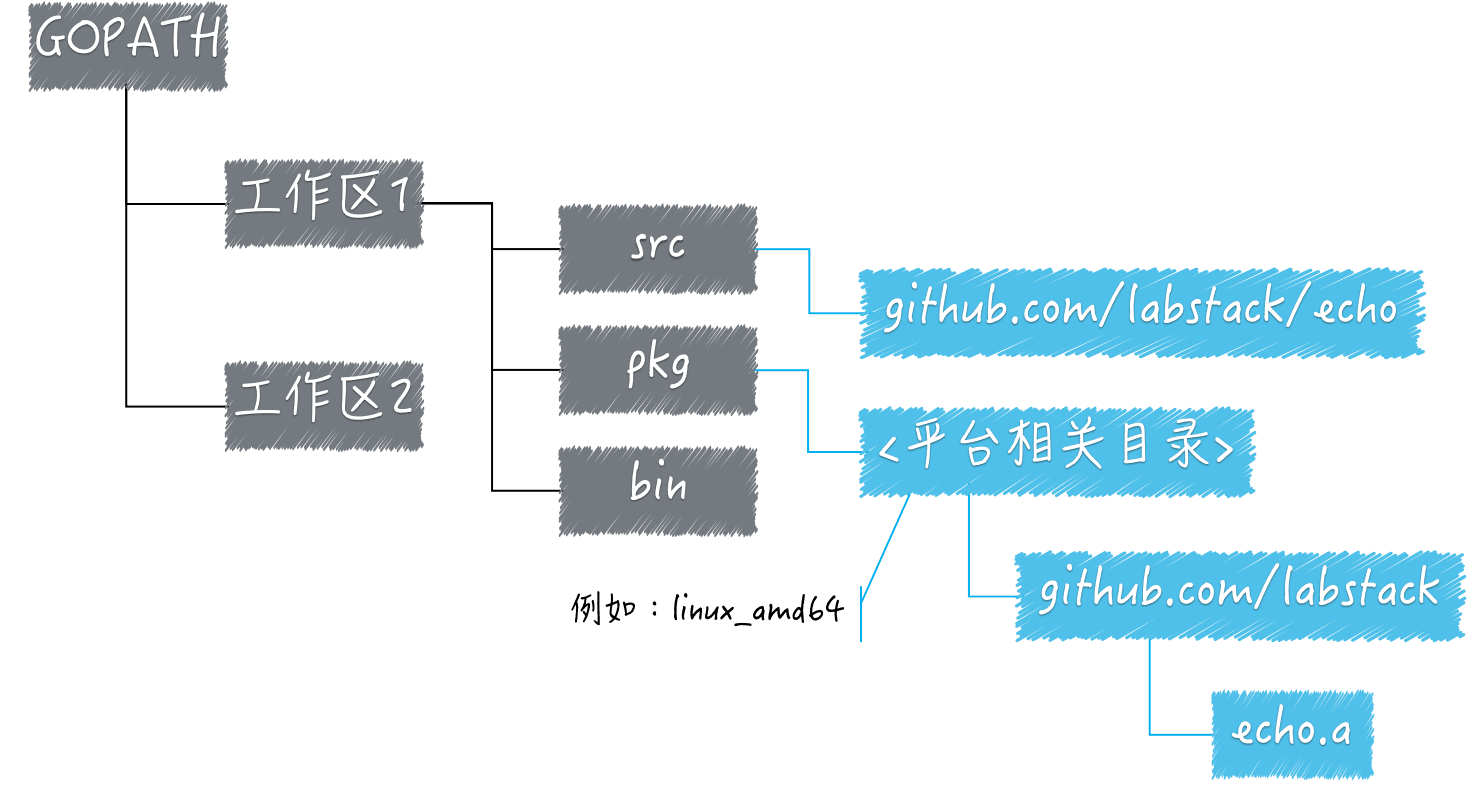 GOPATH
工作区1
src
github.com/labstack/echo
pkg
工作区2
<平台相关目录>
bin
github.com/labstack
例如：linux_amd64
echo.a